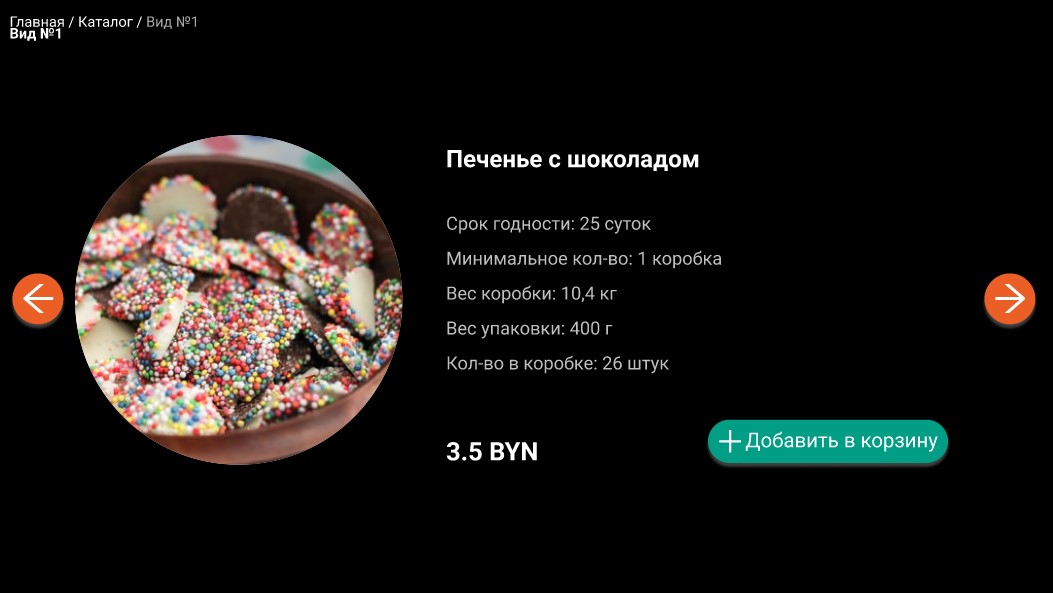 Главная / Каталог / Вид №1
Вид №1
Печенье с шоколадом
Срок годности: 25 суток
Минимальное кол-во: 1 коробка
Вес коробки: 10,4 кг
Вес упаковки: 400 г
Кол-во в коробке: 26 штук
3.5 BYN
Добавить в корзину